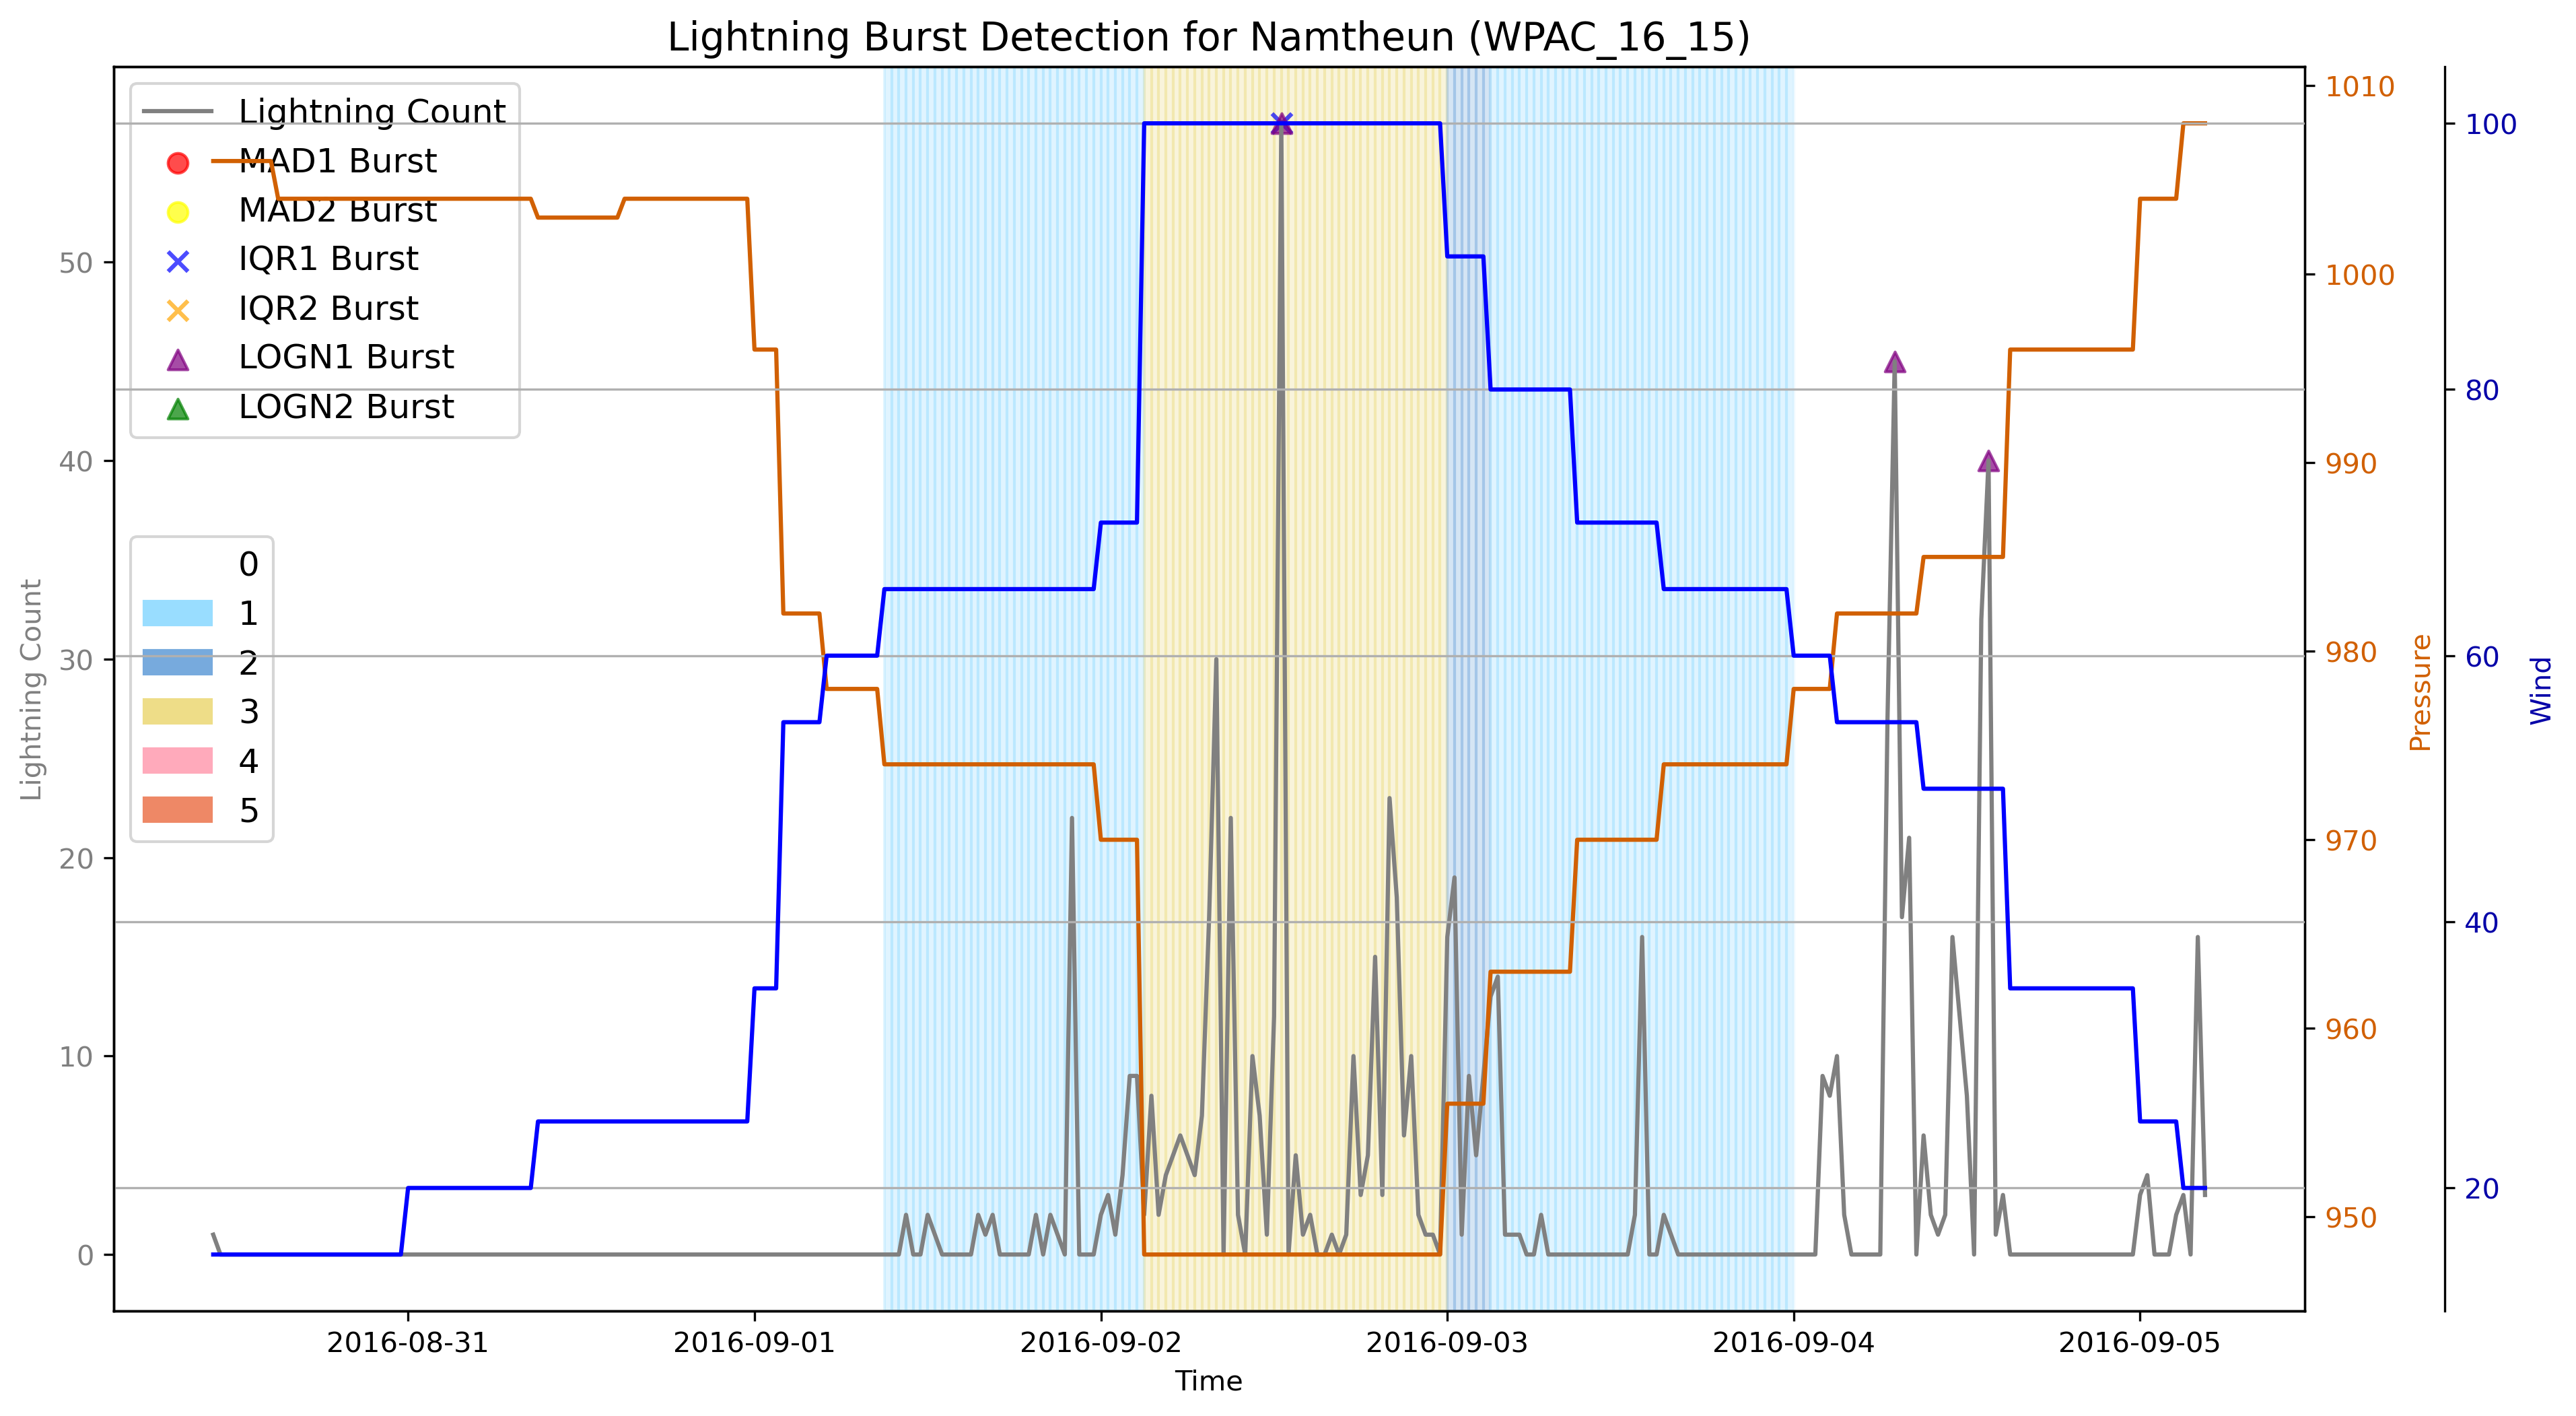 Lightning Burst Detection for Namtheun (WPAC_16_15)
Lightning Count
MAD1 Burst
MAD2 Burst
IQR1 Burst
IQR2 Burst
LOGN1 Burst
LOGN2 Burst
0
1
2
3
4
5
Lightning Count
50
40
30
20
10
0
2016-08-31
2016-09-01
2016-09-02
2016-09-03
2016-09-04
2016-09-05
Time
1010
1000
990
980
970
960
950
Pressure
100
80
60
40
20
Wind